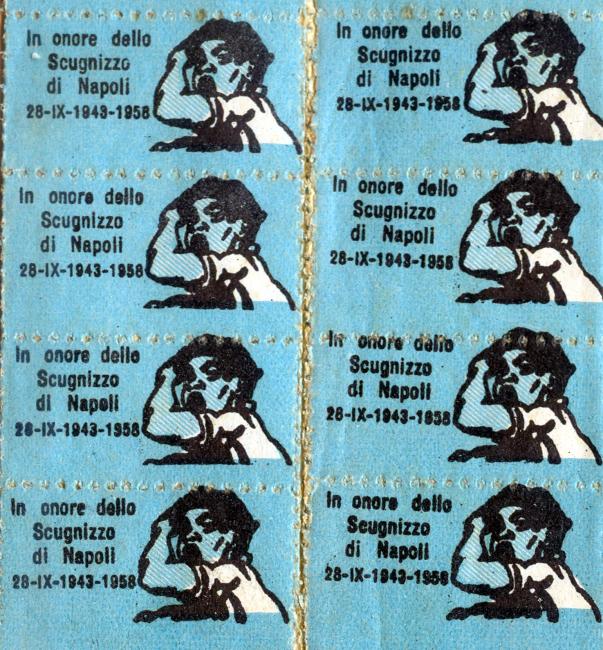 In onore dello
Scugnizzo
di Napoli
28-IX-1943-1958
In onore dello
Scugnizzo
di Napoli
28-IX-1943-1958
In onore dello
Scugnizzo
di Napoli
28-IX-1943-1958
In onore dello
Scugnizzo
di Napoli
28-IX-1943-1958
In onore dello
Scugnizzo
di Napoli
28-IX-1943-1958
In onore dello
Scugnizzo
di Napoli
28-IX-1943-1958
In onore dello
Scugnizzo
di Napoli
28-IX-1943-1958
In onore dello
Scugnizzo
di Napoli
28-IX-1943-1958